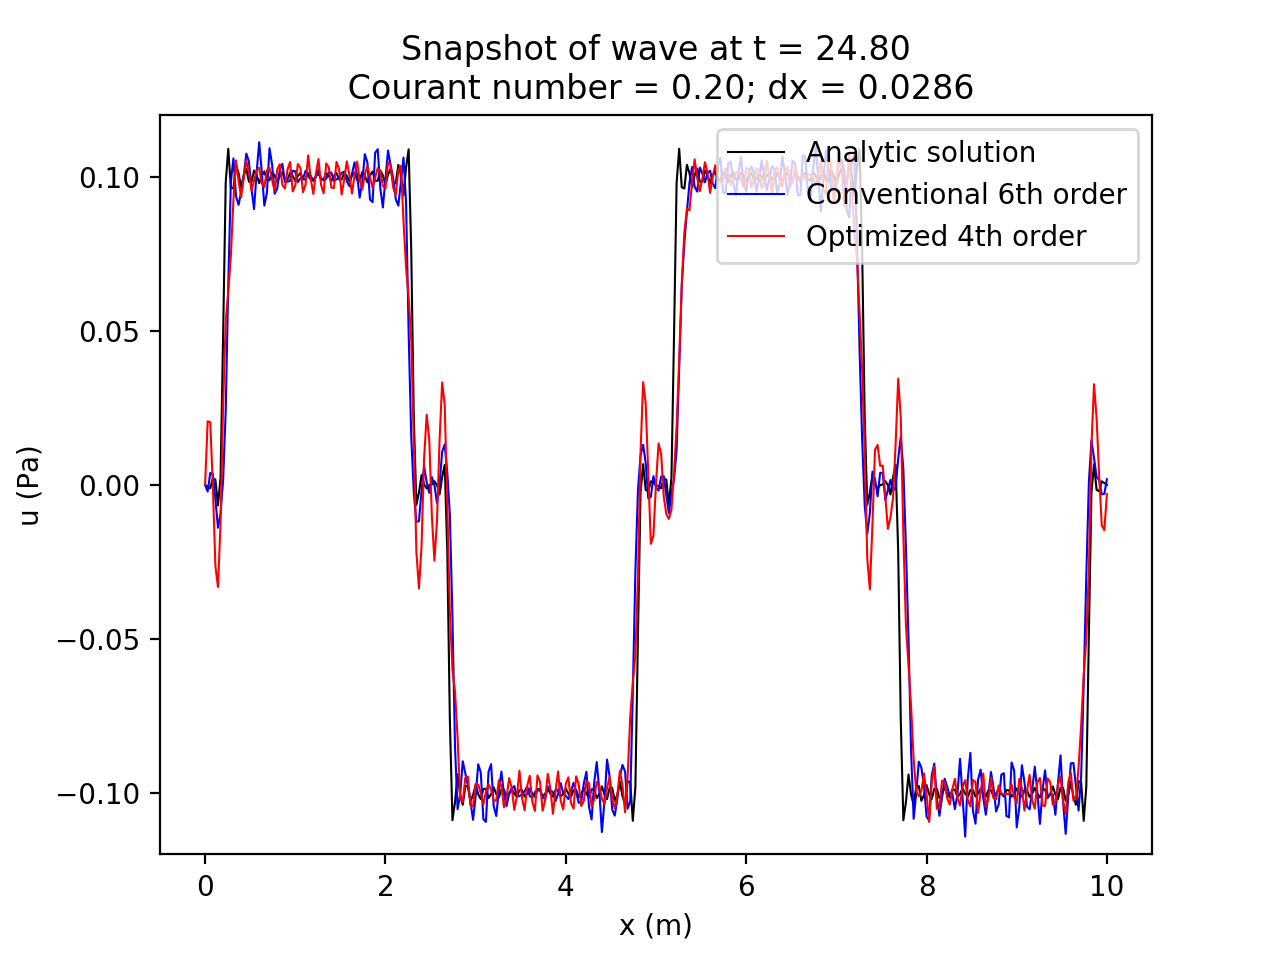 Snapshot of wave at t = 24.80
Courant number = 0.20; dx = 0.0286
Analytic solution
Conventional 6th order
Optimized 4th order
0.10
0.05
0.00
−0.05
−0.10
u (Pa)
0 2 4 6 8 10
x (m)